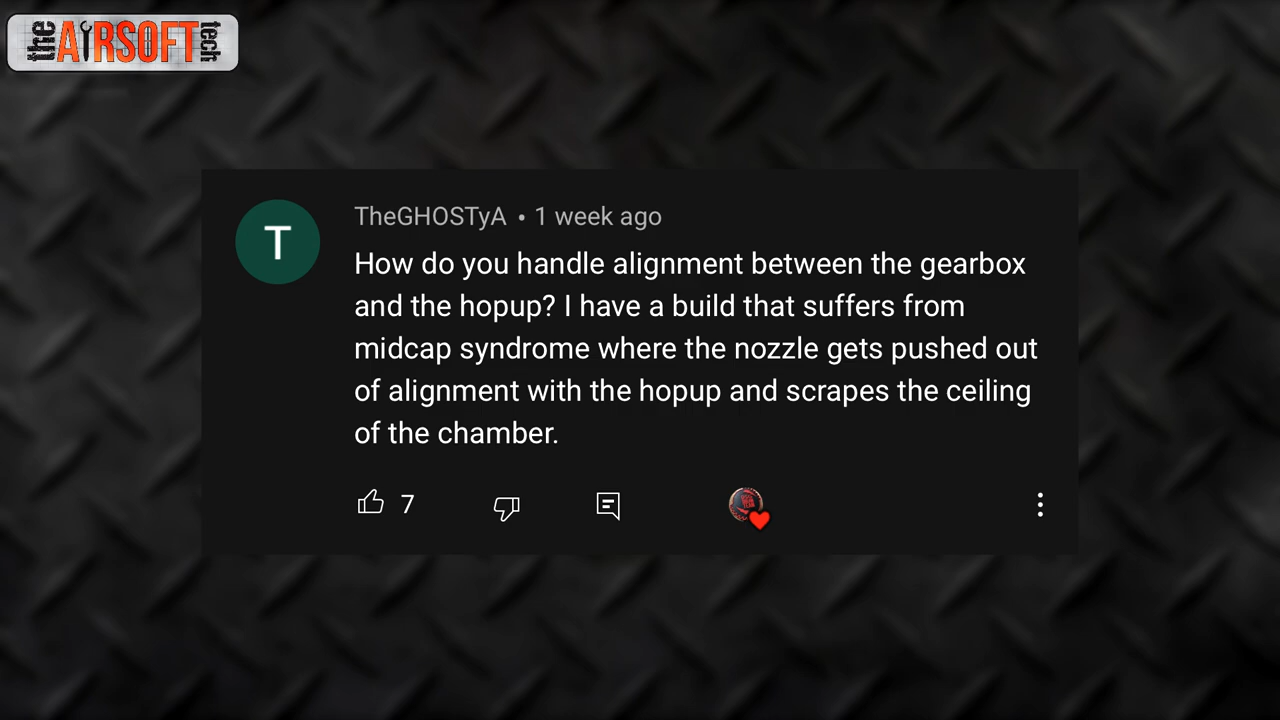 the AIRSOFT tech
T
TheGHOSTyA • 1 week ago
How do you handle alignment between the gearbox
and the hopup? I have a build that suffers from
midcap syndrome where the nozzle gets pushed out
of alignment with the hopup and scrapes the ceiling
of the chamber.
7